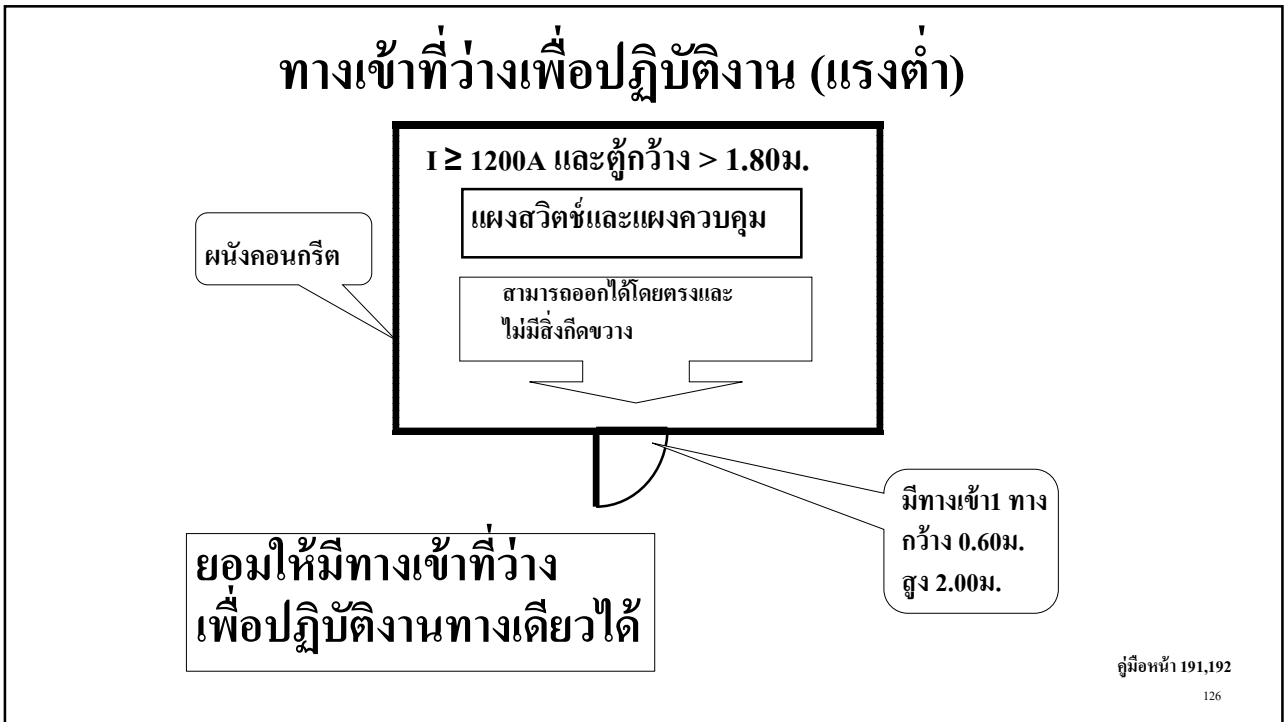 ทางเข้าที่ว่างเพื่อปฏิบัติงาน (แรงต่ำ)
I ≥ 1200A และตู้กว้าง > 1.80ม.
แผงสวิตช์และแผงควบคุม
ผนังคอนกรีต
สามารถออกได้โดยตรงและ
ไม่มีสิ่งกีดขวาง
มีทางเข้า1 ทาง
กว้าง 0.60ม.
สูง 2.00ม.
ยอมให้มีทางเข้าที่ว่าง
เพื่อปฏิบัติงานทางเดียวได้
คู่มือหน้า 191,192
126